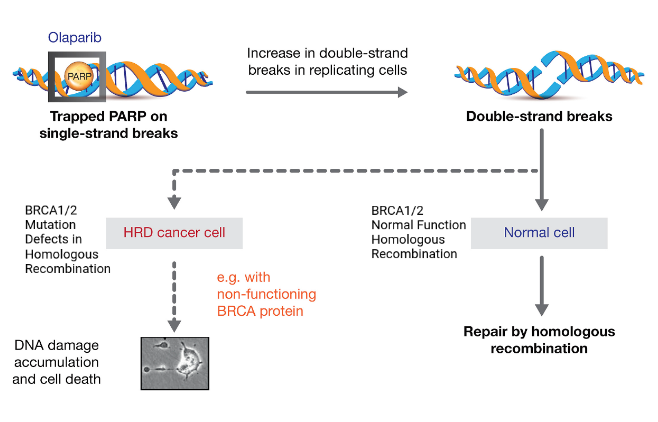 Olaparib
PARP
Trapped PARP on
single-strand breaks
Increase in double-strand
breaks in replicating cells
Double-strand breaks
BRCA1/2
Mutation
Defects in
Homologous
Recombination
HRD cancer cell
BRCA1/2
Normal Function
Homologous
Recombination
Normal cell
e.g. with
non-functioning
BRCA protein
DNA damage
accumulation
and cell death
Repair by homologous
recombination